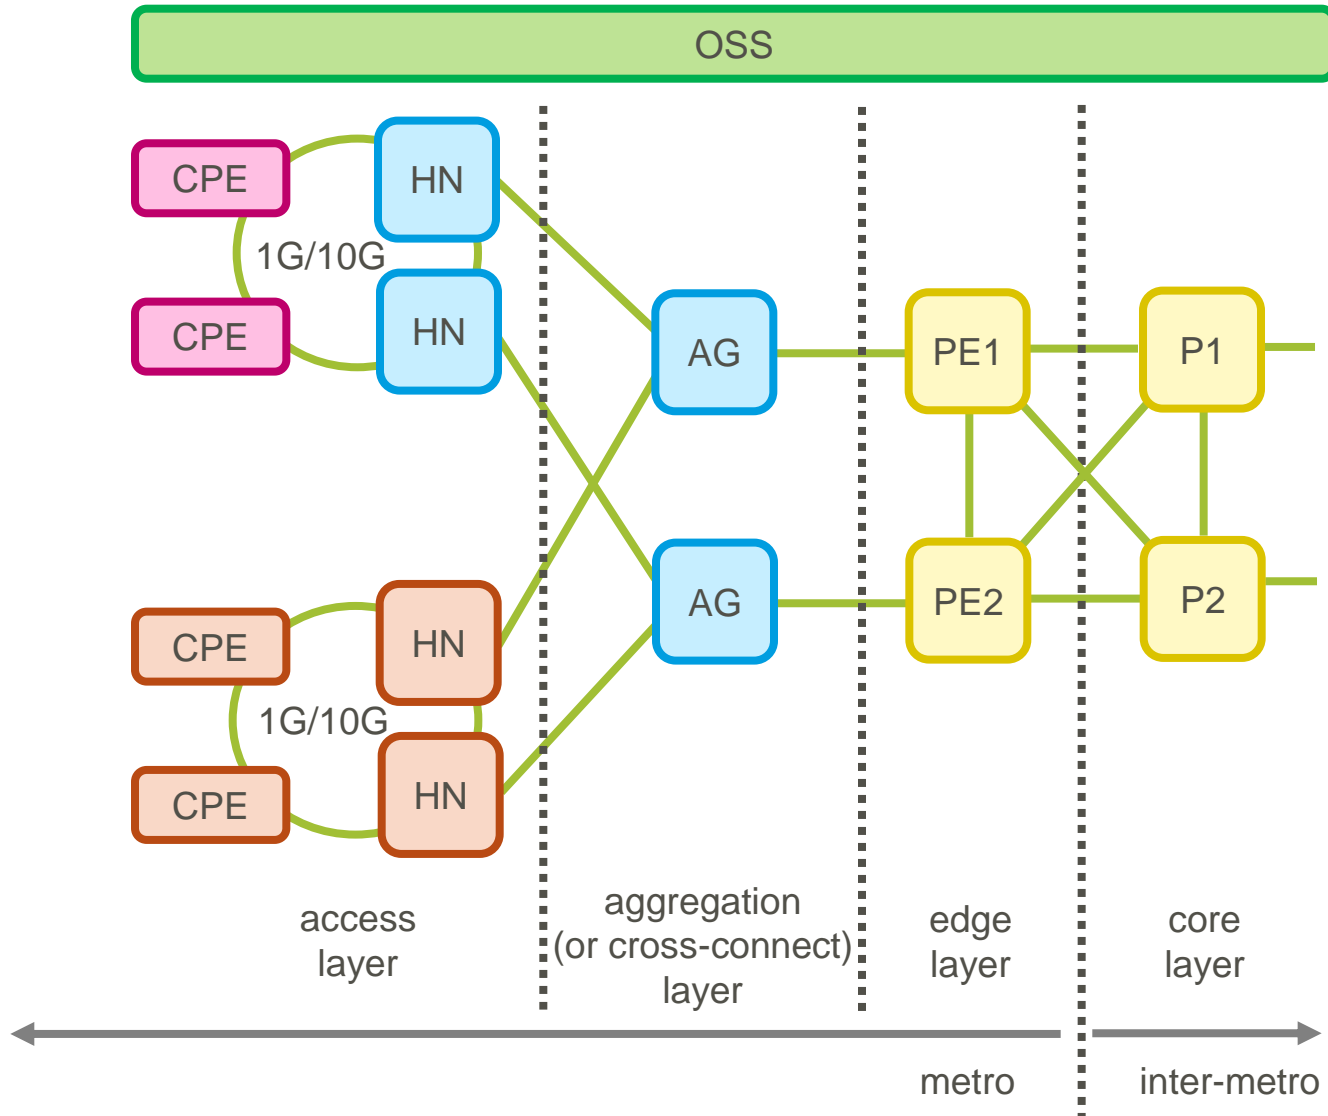 OSS
CPE
HN
1G/10G
CPE
HN
AG
PE1
P1
AG
PE2
P2
CPE
HN
1G/10G
CPE
HN
access
layer
aggregation
(or cross-connect)
layer
edge
layer
core
layer
metro
inter-metro